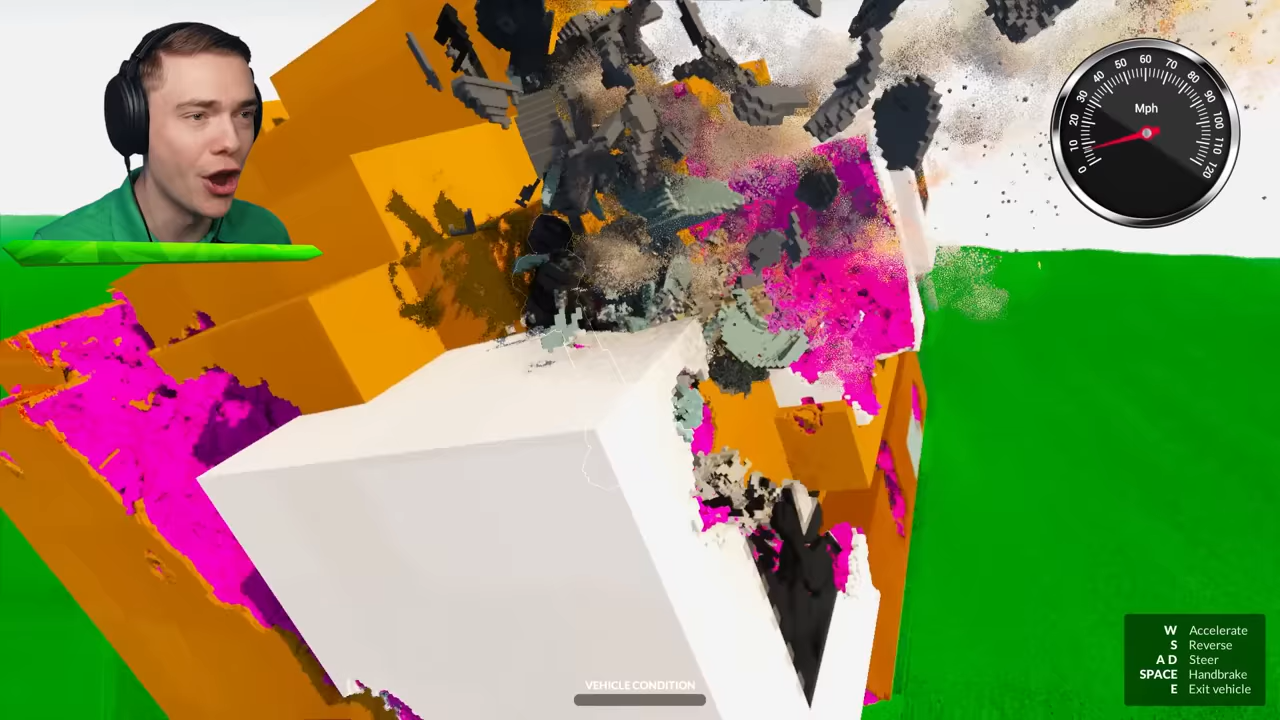 0 10 20 30 40 50 60 70 80 90 100 110 120
Mph
W Accelerate
S Reverse
A D Steer
SPACE Handbrake
E Exit vehicle
VEHICLE CONDITION